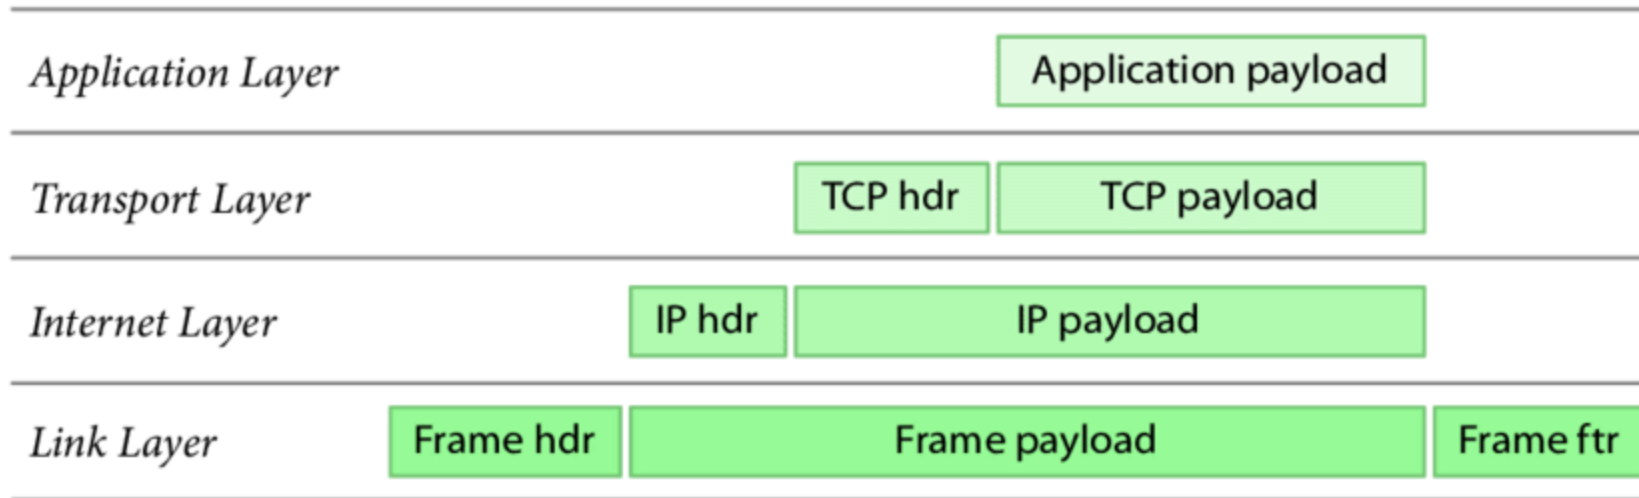 Application Layer Application payload
Transport Layer TCP hdr TCP payload
Internet Layer IP hdr IP payload
Link Layer Frame hdr Frame payload Frame ftr